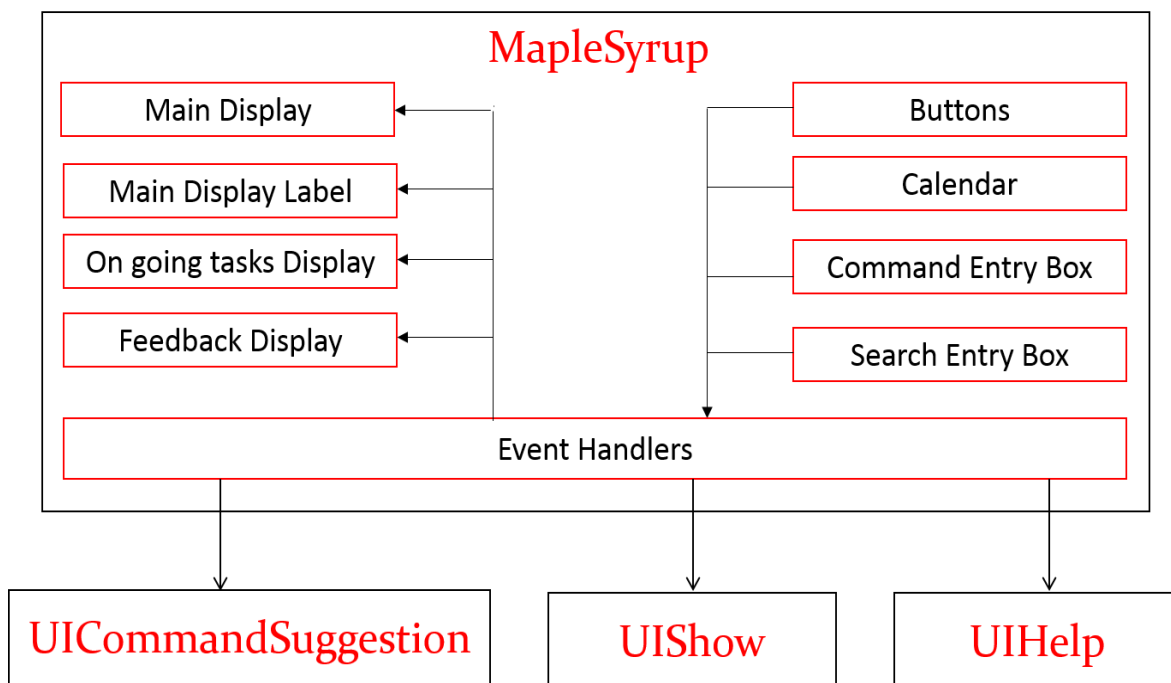 MapleSyrup
Main Display
Main Display Label
On going tasks Display
Feedback Display
Buttons
Calendar
Command Entry Box
Search Entry Box
Event Handlers
UICommandSuggestion
UIShow
UIHelp